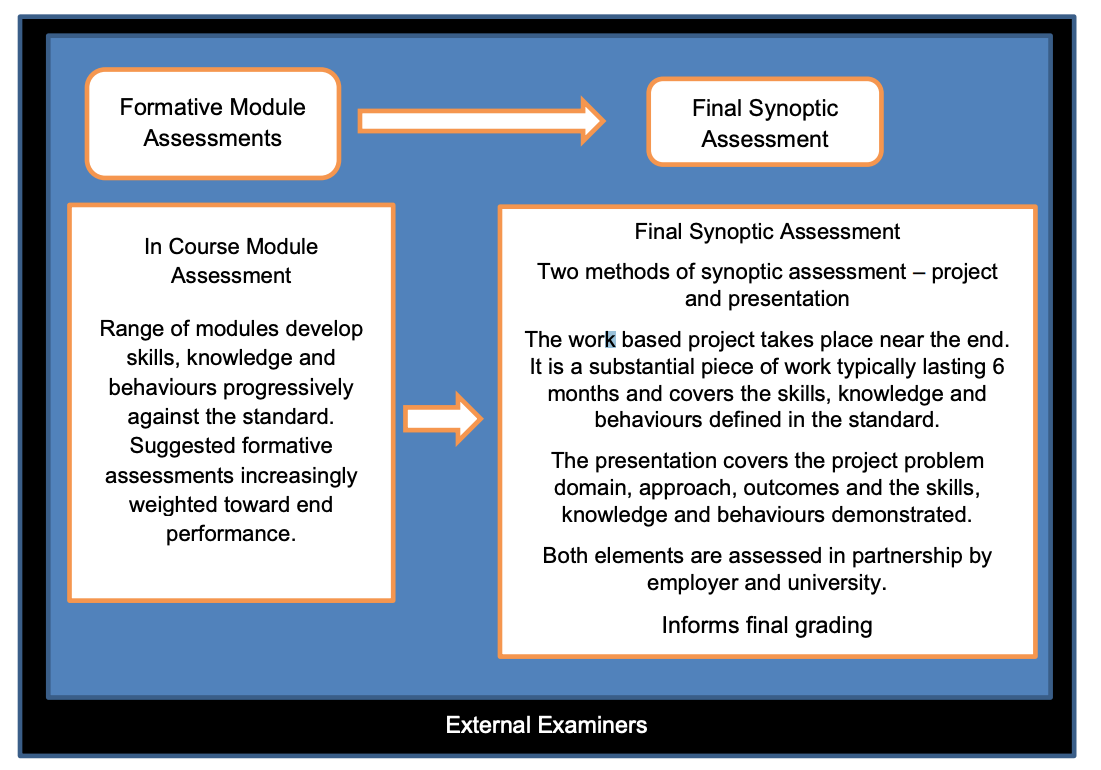 Formative Module
Assessments
Final Synoptic
Assessment
In Course Module
Assessment
Range of modules develop
skills, knowledge and
behaviours progressively
against the standard.
Suggested formative
assessments increasingly
weighted toward end
performance.
Final Synoptic Assessment
Two methods of synoptic assessment – project
and presentation
The work based project takes place near the end.
It is a substantial piece of work typically lasting 6
months and covers the skills, knowledge and
behaviours defined in the standard.
The presentation covers the project problem
domain, approach, outcomes and the skills,
knowledge and behaviours demonstrated.
Both elements are assessed in partnership by
employer and university.
Informs final grading
External Examiners